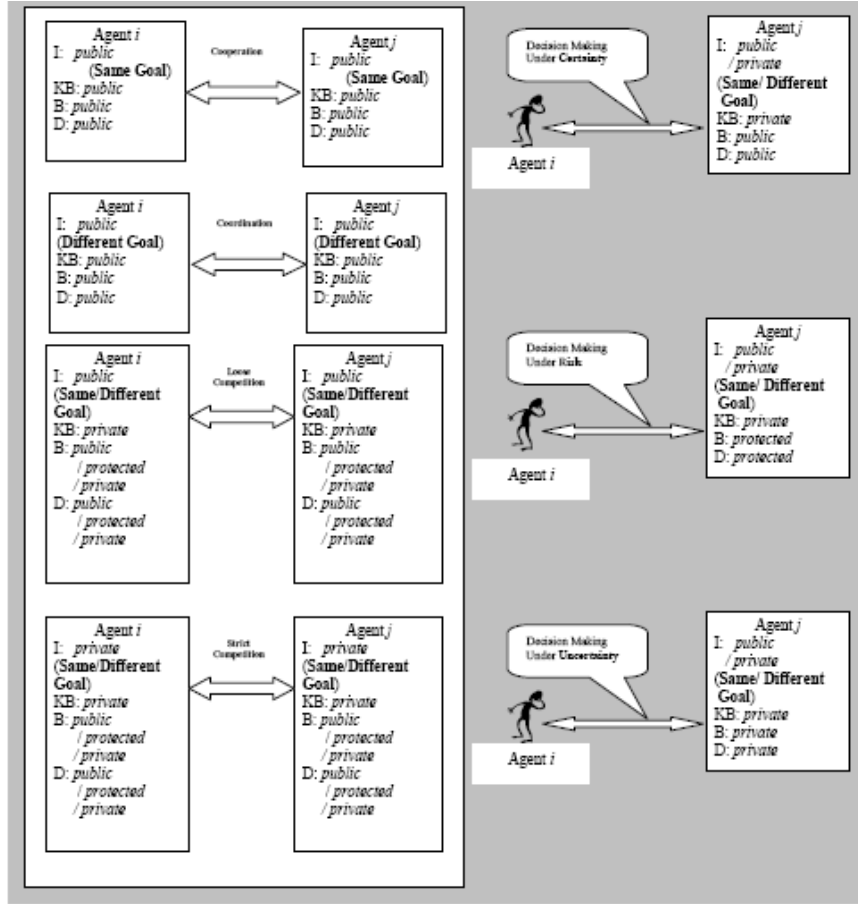 Agent i
I: public
(Same Goal)
KB: public
B: public
D: public
Cooperation
Agent j
I: public
(Same Goal)
KB: public
B: public
D: public
Agent i
I: public
(Different Goal)
KB: public
B: public
D: public
Coordination
Agent j
I: public
(Different Goal)
KB: public
B: public
D: public
Agent i
I: public
(Same/Different
Goal)
KB: private
B: public
/ protected
/ private
D: public
/ protected
/ private
Loose
Competition
Agent j
I: public
(Same/Different
Goal)
KB: private
B: public
/ protected
/ private
D: public
/ protected
/ private
Agent i
I: private
(Same/Different
Goal)
KB: private
B: public
/ protected
/ private
D: public
/ protected
/ private
Strict
Competition
Agent j
I: private
(Same/Different
Goal)
KB: private
B: public
/ protected
/ private
D: public
/ protected
/ private
Decision Making
Under Certainty
Agent i
Agent j
I: public
/ private
(Same/ Different
Goal)
KB: private
B: public
D: public
Decision Making
Under Risk
Agent i
Agent j
I: public
/ private
(Same/ Different
Goal)
KB: private
B: protected
D: protected
Decision Making
Under Uncertainty
Agent i
Agent j
I: public
/ private
(Same/ Different
Goal)
KB: private
B: private
D: private